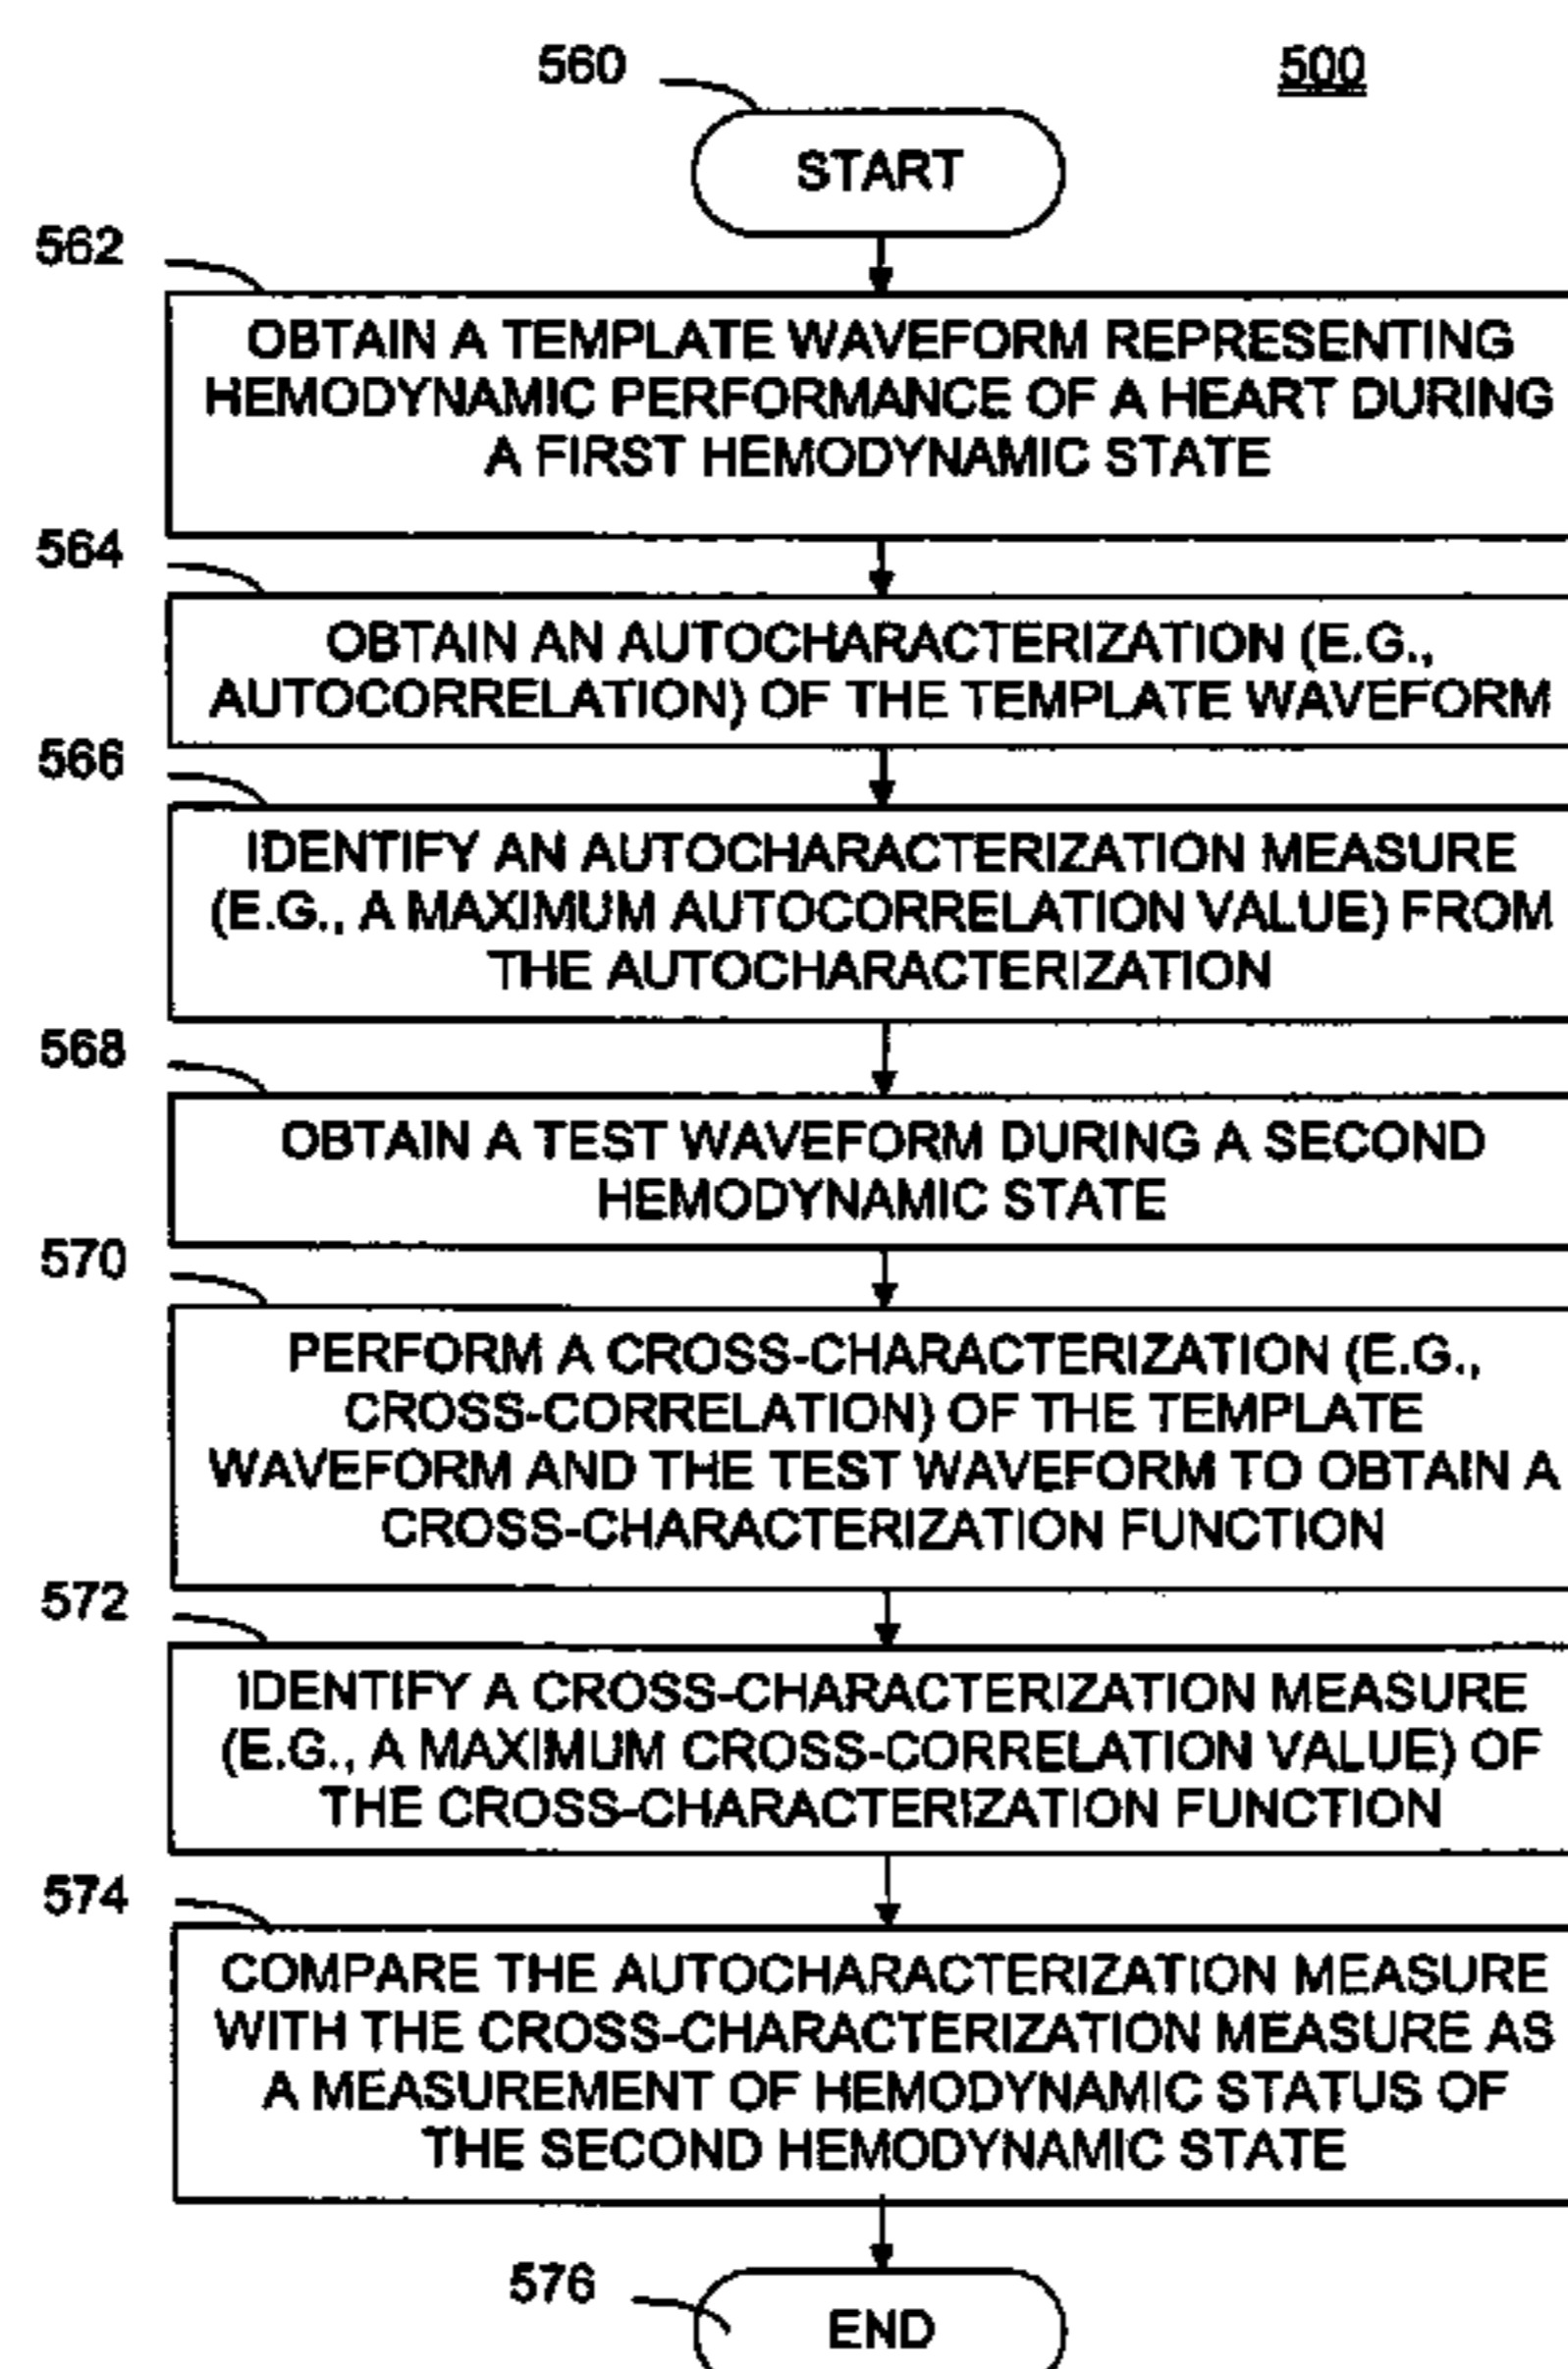 560
500
START
562
OBTAIN A TEMPLATE WAVEFORM REPRESENTING
HEMODYNAMIC PERFORMANCE OF A HEART DURING
A FIRST HEMODYNAMIC STATE
564
OBTAIN AN AUTOCHARACTERIZATION (E.G.,
AUTOCORRELATION) OF THE TEMPLATE WAVEFORM
566
IDENTIFY AN AUTOCHARACTERIZATION MEASURE
(E.G., A MAXIMUM AUTOCORRELATION VALUE) FROM
THE AUTOCHARACTERIZATION
568
OBTAIN A TEST WAVEFORM DURING A SECOND
HEMODYNAMIC STATE
570
PERFORM A CROSS-CHARACTERIZATION (E.G.,
CROSS-CORRELATION) OF THE TEMPLATE
WAVEFORM AND THE TEST WAVEFORM TO OBTAIN A
CROSS-CHARACTERIZATION FUNCTION
572
IDENTIFY A CROSS-CHARACTERIZATION MEASURE
(E.G., A MAXIMUM CROSS-CORRELATION VALUE) OF
THE CROSS-CHARACTERIZATION FUNCTION
574
COMPARE THE AUTOCHARACTERIZATION MEASURE
WITH THE CROSS-CHARACTERIZATION MEASURE AS
A MEASUREMENT OF HEMODYNAMIC STATUS OF
THE SECOND HEMODYNAMIC STATE
576
END